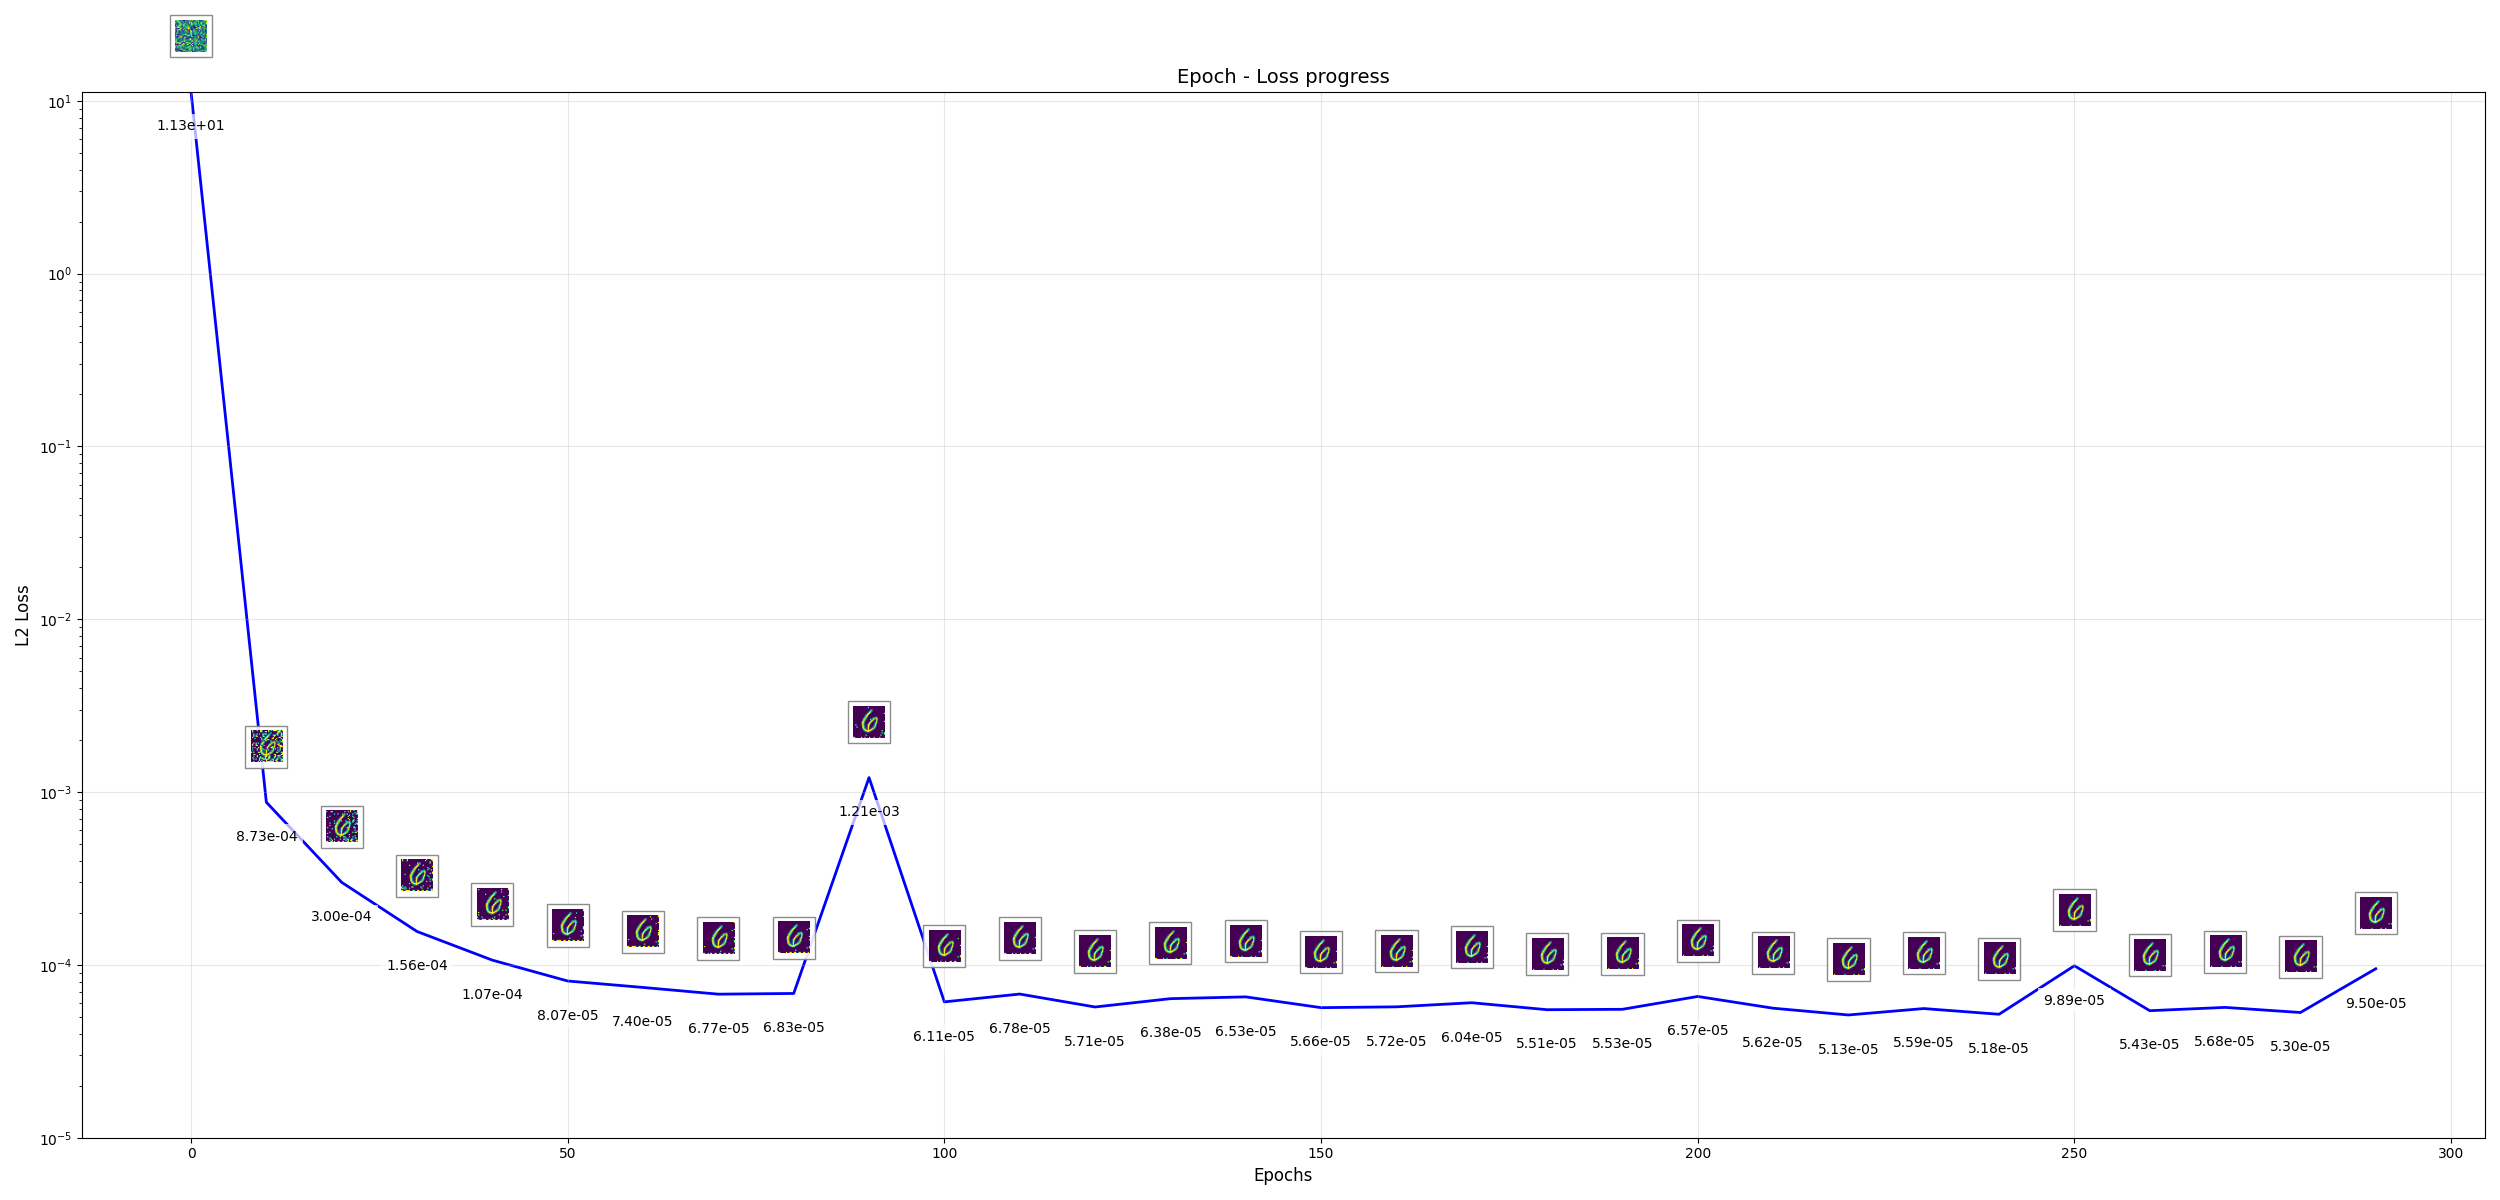 Epoch - Loss progress
L2 Loss
10¹
10⁰
10⁻¹
10⁻²
10⁻³
10⁻⁴
10⁻⁵
1.13e+01
8.73e-04
3.00e-04
1.56e-04
1.07e-04
8.07e-05
7.40e-05
6.77e-05
6.83e-05
1.21e-03
6.11e-05
6.78e-05
5.71e-05
6.38e-05
6.53e-05
5.66e-05
5.72e-05
6.04e-05
5.51e-05
5.53e-05
6.57e-05
5.62e-05
5.13e-05
5.59e-05
5.18e-05
9.89e-05
5.43e-05
5.68e-05
5.30e-05
9.50e-05
0 50 100 150 200 250 300
Epochs